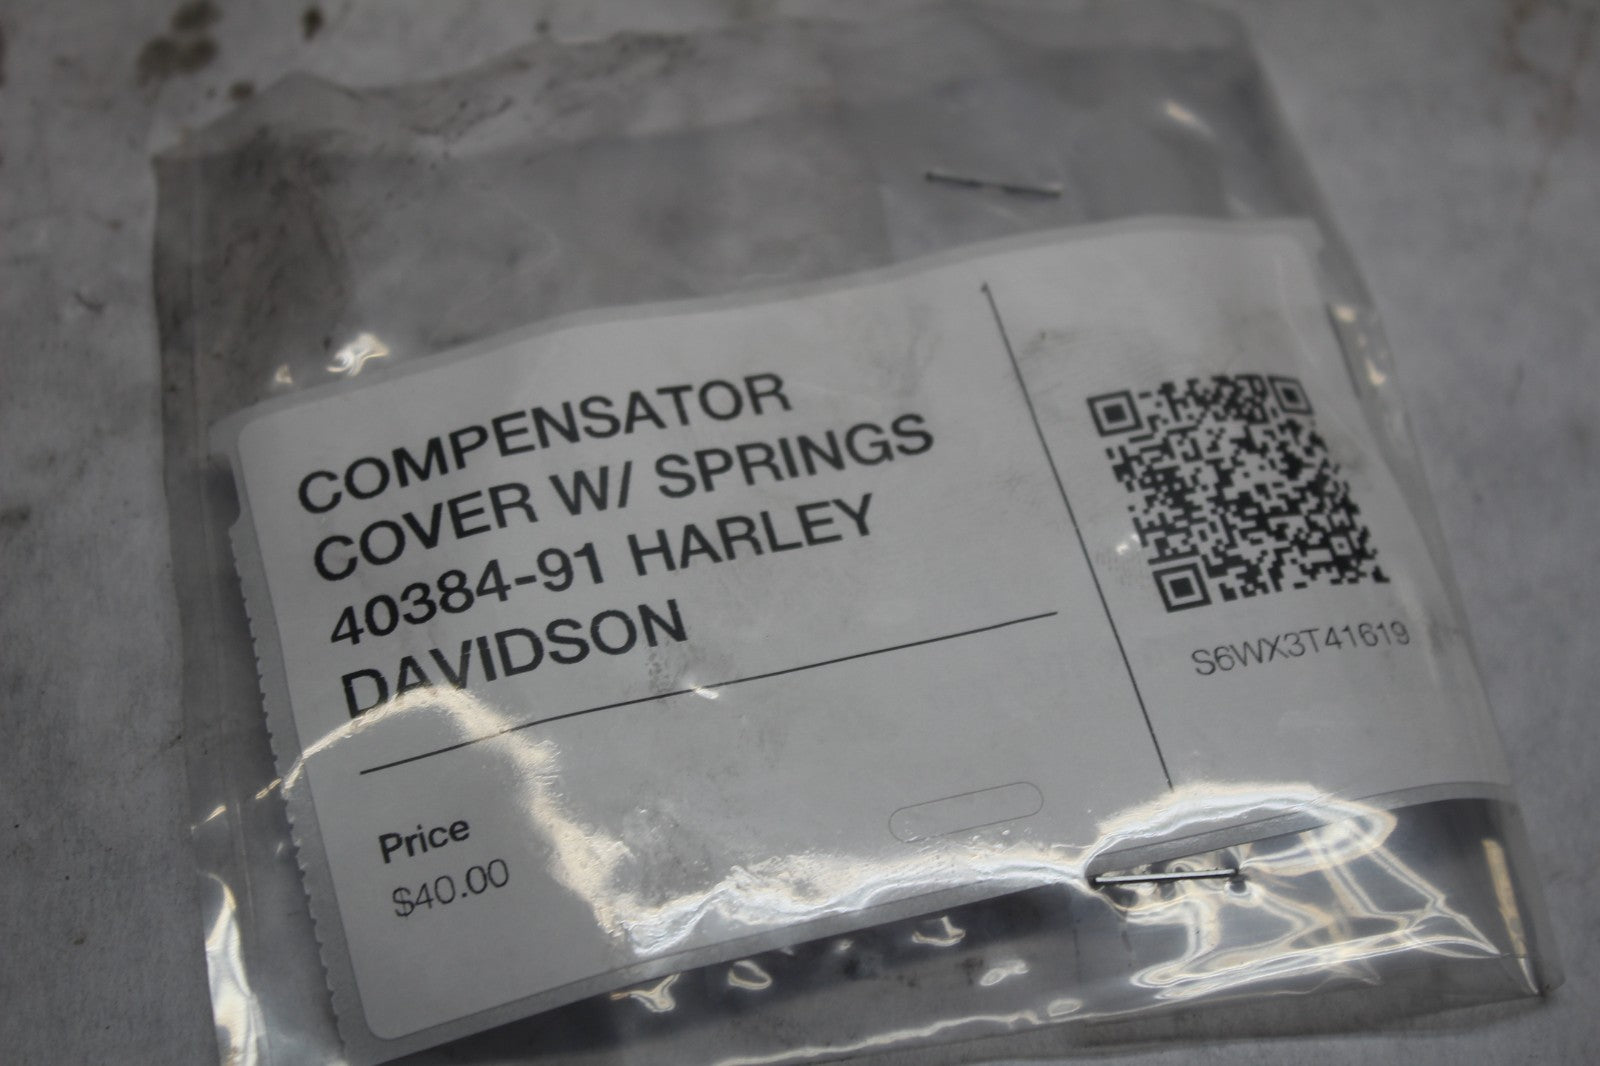 COMPENSATOR
COVER W/ SPRINGS
40384-91 HARLEY
DAVIDSON
Price
$40.00
S6WX3T41619